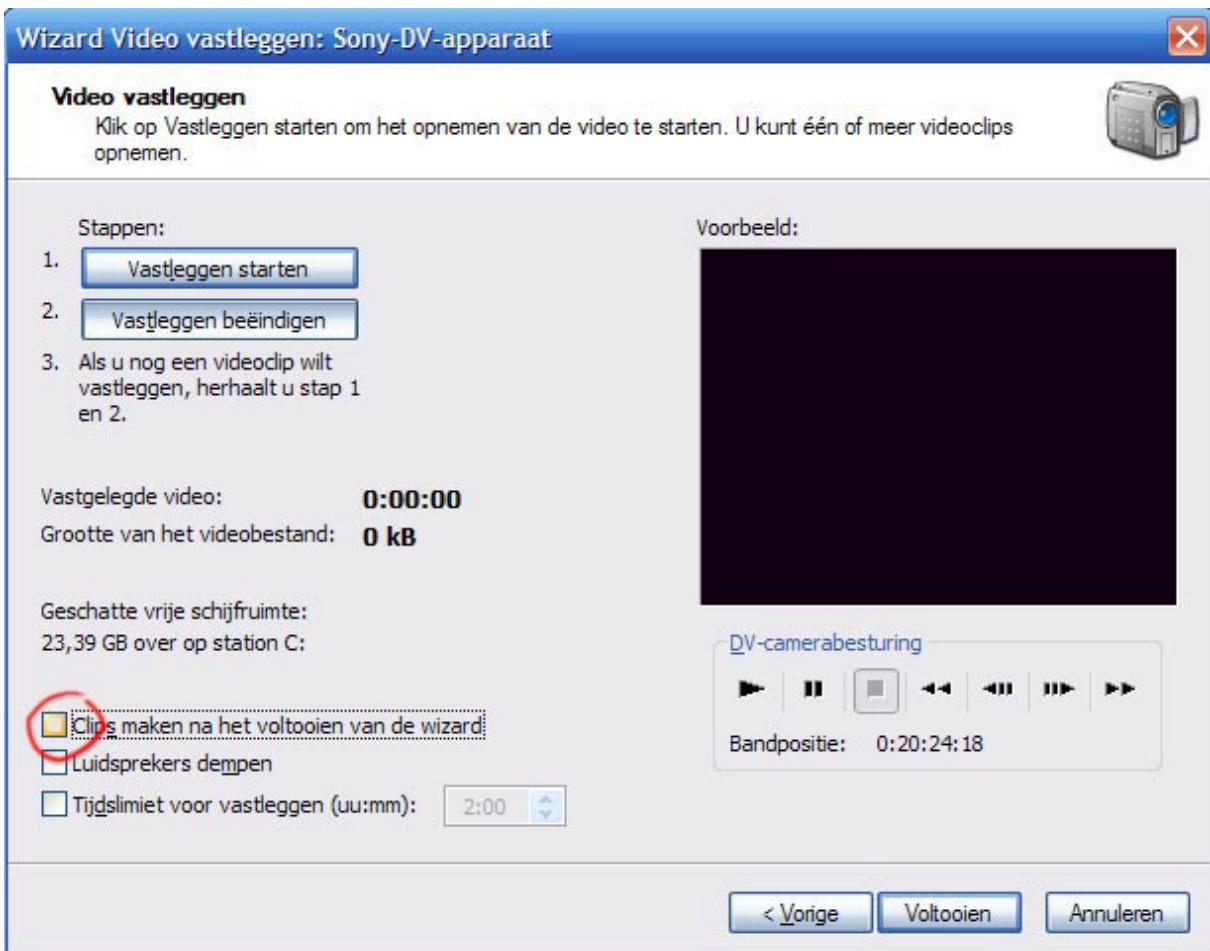 Wizard Video vastleggen: Sony-DV-apparaat
Video vastleggen
Klik op Vastleggen starten om het opnemen van de video te starten. U kunt één of meer videoclips
opnemen.
Stappen:
1. Vastleggen starten
2. Vastleggen beëindigen
3. Als u nog een videoclip wilt
vastleggen, herhaalt u stap 1
en 2.
Vastgelegde video: 0:00:00
Grootte van het videobestand: 0 kB
Geschatte vrije schijfruimte:
23,39 GB over op station C:
Clips maken na het voltooien van de wizard
Luidsprekers dempen
Tijdslimiet voor vastleggen (uu:mm): 2:00
Voorbeeld:
DV-camerabesturing
Bandpositie: 0:20:24:18
< Vorige
Voltooien
Annuleren